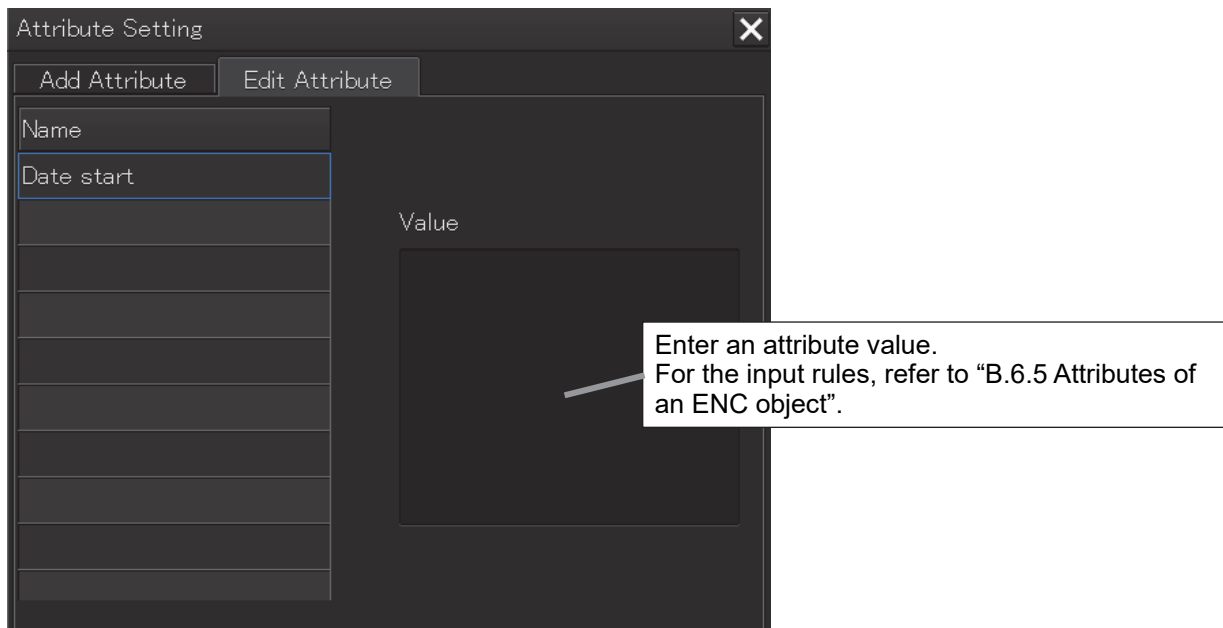 Attribute Setting
Add Attribute
Edit Attribute
Name
Date start
Value
Enter an attribute value.
For the input rules, refer to “B.6.5 Attributes of
an ENC object”.